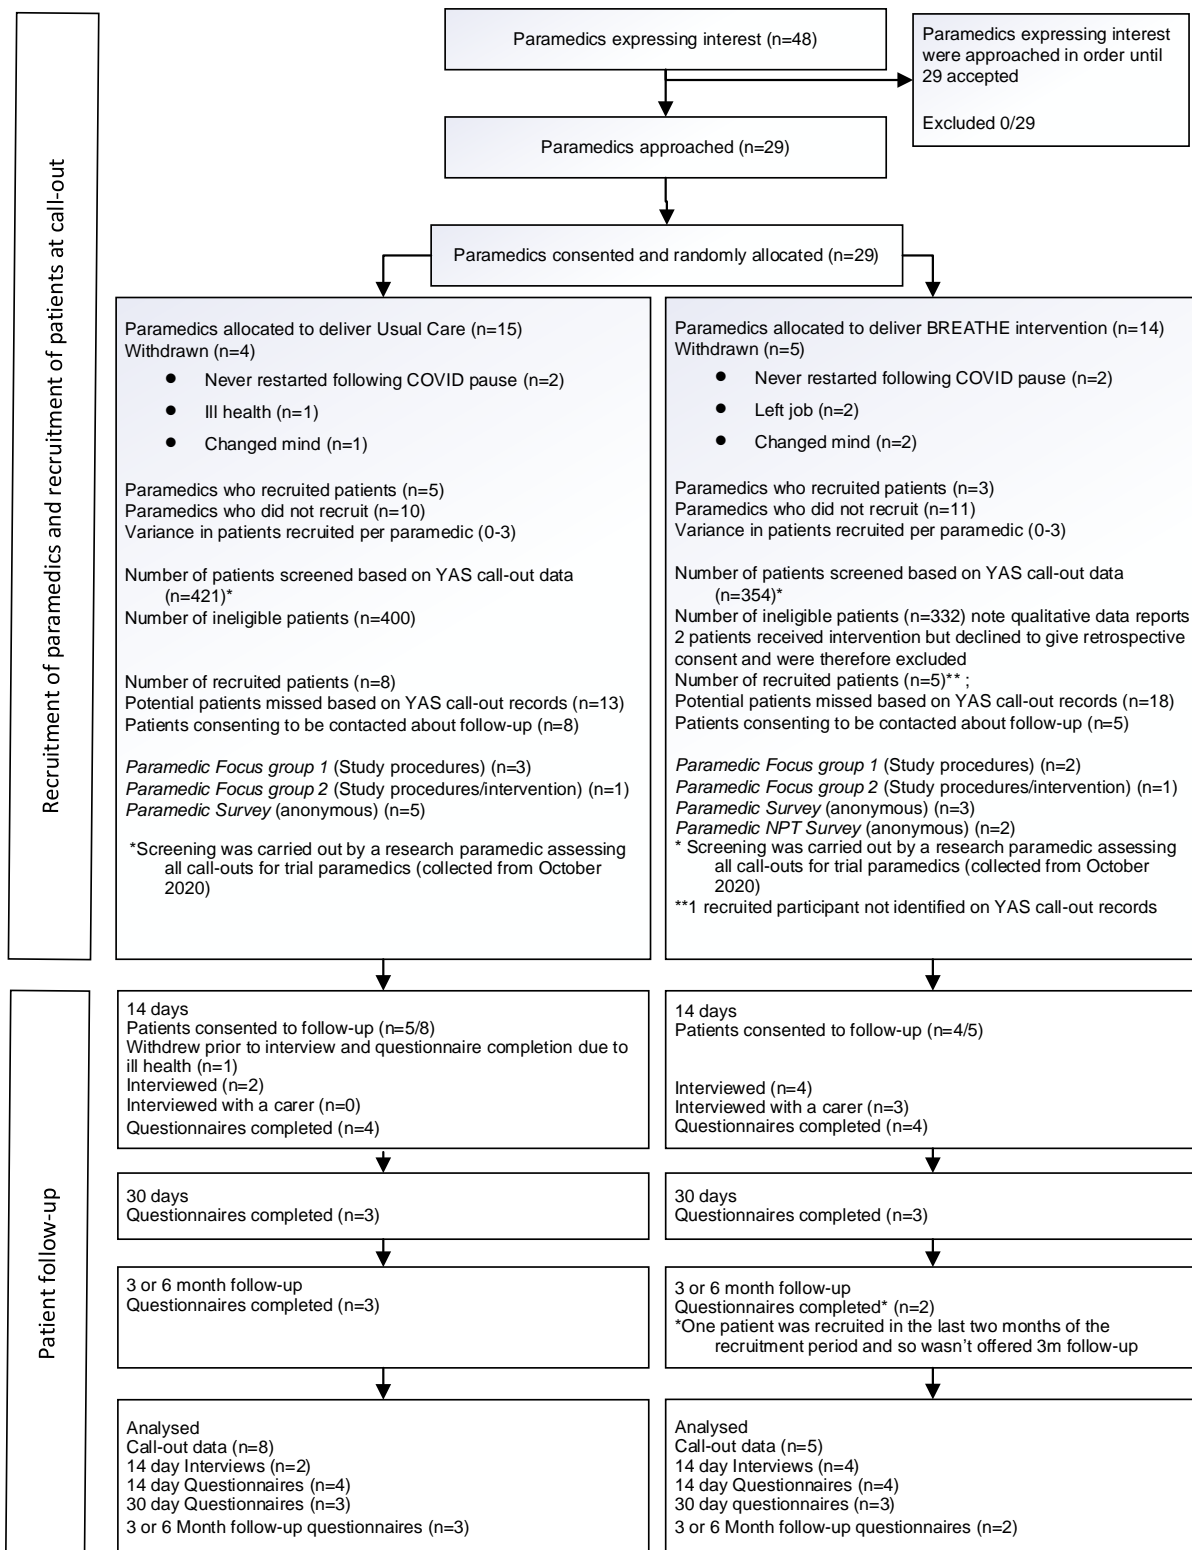 Paramedics expressing interest (n=48)
Paramedics expressing interest
were approached in order until
29 accepted
Excluded 0/29
Paramedics approached (n=29)
Paramedics consented and randomly allocated (n=29)
Recruitment of paramedics and recruitment of patients at call-out
Paramedics allocated to deliver Usual Care (n=15)
Withdrawn (n=4)
● Never restarted following COVID pause (n=2)
● Ill health (n=1)
● Changed mind (n=1)
Paramedics who recruited patients (n=5)
Paramedics who did not recruit (n=10)
Variance in patients recruited per paramedic (0-3)
Number of patients screened based on YAS call-out data
(n=421)*
Number of ineligible patients (n=400)
Number of recruited patients (n=8)
Potential patients missed based on YAS call-out records (n=13)
Patients consenting to be contacted about follow-up (n=8)
Paramedic Focus group 1 (Study procedures) (n=3)
Paramedic Focus group 2 (Study procedures/intervention) (n=1)
Paramedic Survey (anonymous) (n=5)
*Screening was carried out by a research paramedic assessing
all call-outs for trial paramedics (collected from October
2020)
Paramedics allocated to deliver BREATHE intervention (n=14)
Withdrawn (n=5)
● Never restarted following COVID pause (n=2)
● Left job (n=2)
● Changed mind (n=2)
Paramedics who recruited patients (n=3)
Paramedics who did not recruit (n=11)
Variance in patients recruited per paramedic (0-3)
Number of patients screened based on YAS call-out data
(n=354)*
Number of ineligible patients (n=332) note qualitative data reports
2 patients received intervention but declined to give retrospective
consent and were therefore excluded
Number of recruited patients (n=5)** ;
Potential patients missed based on YAS call-out records (n=18)
Patients consenting to be contacted about follow-up (n=5)
Paramedic Focus group 1 (Study procedures) (n=2)
Paramedic Focus group 2 (Study procedures/intervention) (n=1)
Paramedic Survey (anonymous) (n=3)
Paramedic NPT Survey (anonymous) (n=2)
* Screening was carried out by a research paramedic assessing
all call-outs for trial paramedics (collected from October
2020)
**1 recruited participant not identified on YAS call-out records
Patient follow-up
14 days
Patients consented to follow-up (n=5/8)
Withdrew prior to interview and questionnaire completion due to
ill health (n=1)
Interviewed (n=2)
Interviewed with a carer (n=0)
Questionnaires completed (n=4)
14 days
Patients consented to follow-up (n=4/5)
Interviewed (n=4)
Interviewed with a carer (n=3)
Questionnaires completed (n=4)
30 days
Questionnaires completed (n=3)
30 days
Questionnaires completed (n=3)
3 or 6 month follow-up
Questionnaires completed (n=3)
3 or 6 month follow-up
Questionnaires completed* (n=2)
*One patient was recruited in the last two months of the
recruitment period and so wasn't offered 3m follow-up
Analysed
Call-out data (n=8)
14 day Interviews (n=2)
14 day Questionnaires (n=4)
30 day Questionnaires (n=3)
3 or 6 Month follow-up questionnaires (n=3)
Analysed
Call-out data (n=5)
14 day Interviews (n=4)
14 day Questionnaires (n=4)
30 day questionnaires (n=3)
3 or 6 Month follow-up questionnaires (n=2)